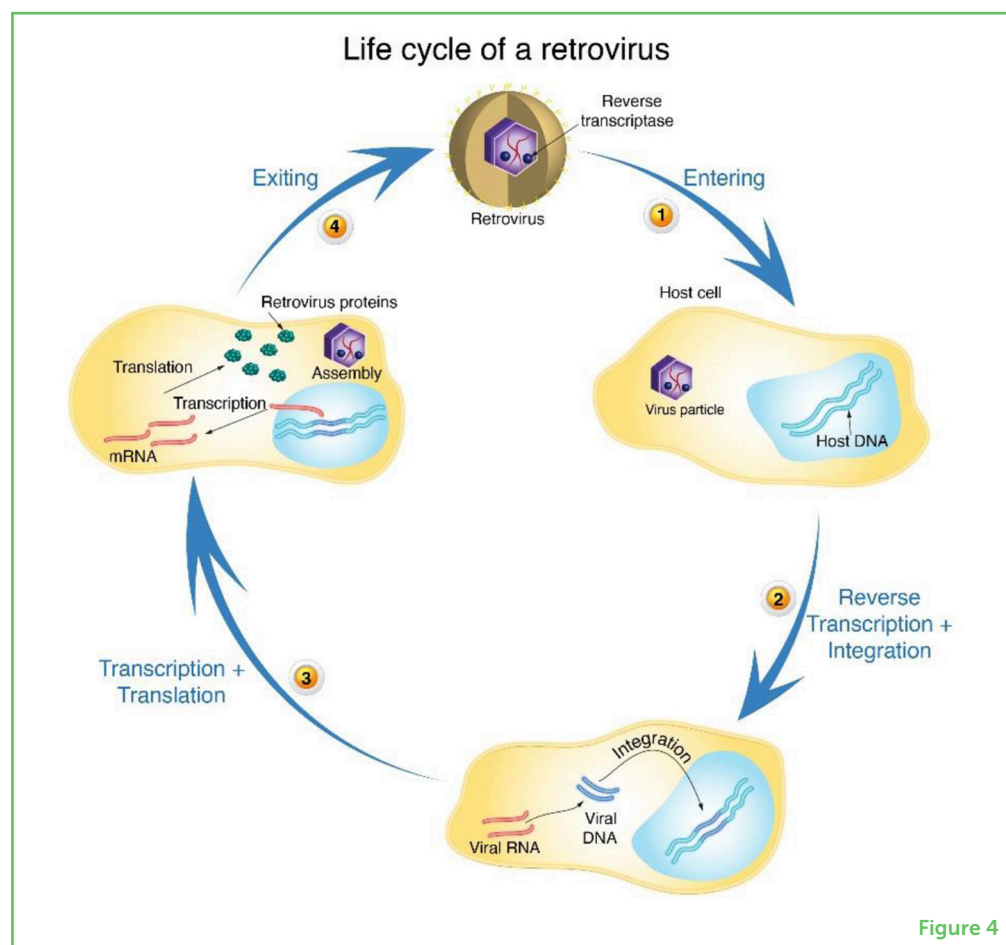 Life cycle of a retrovirus
Reverse
transcriptase
Retrovirus
Entering
1
Exiting
4
Host cell
Virus particle
Host DNA
2
Reverse
Transcription +
Integration
Integration
Viral RNA
Viral
DNA
3
Transcription +
Translation
Retrovirus proteins
Translation
Assembly
Transcription
mRNA
Figure 4